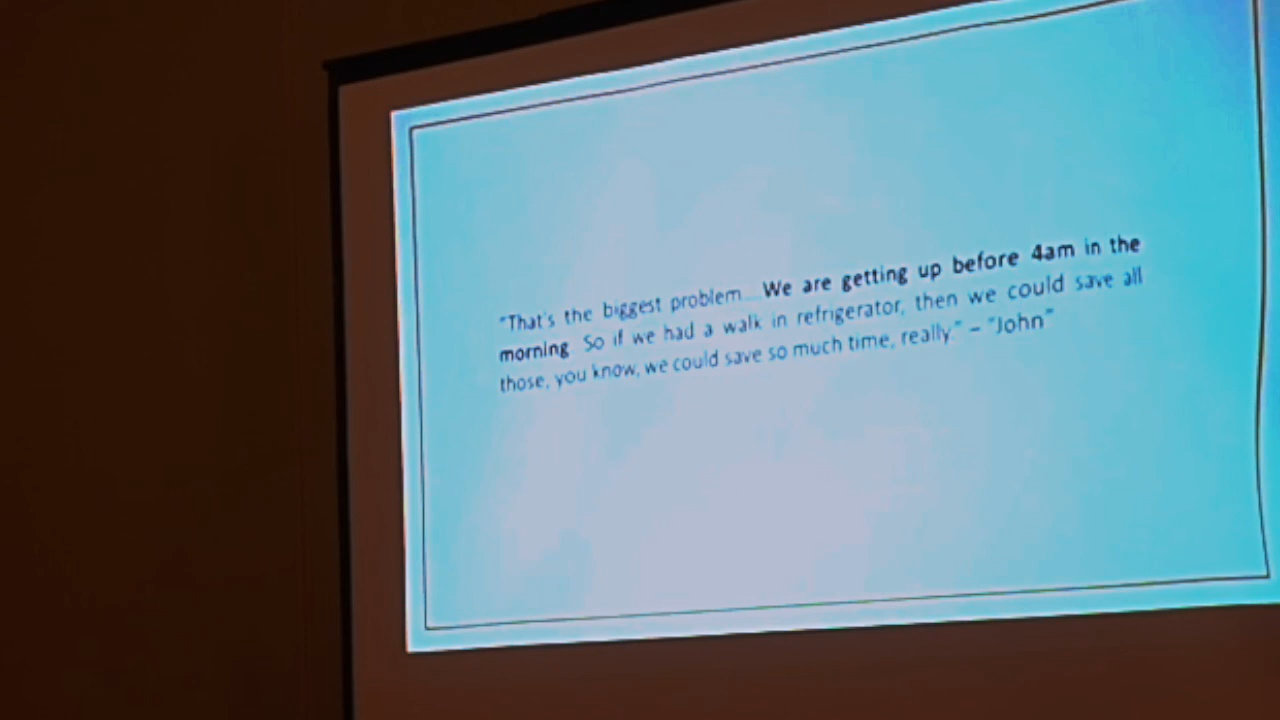 "That's the biggest problem... We are getting up before 4am in the
morning. So if we had a walk in refrigerator, then we could save all
those, you know, we could save so much time, really." – "John"